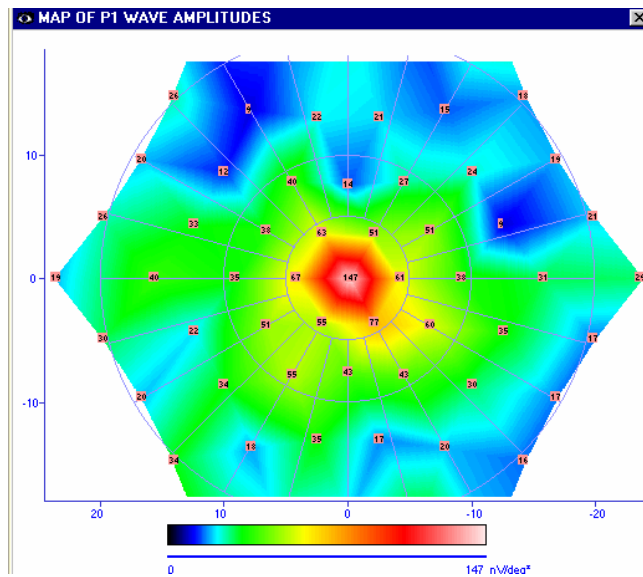 MAP OF P1 WAVE AMPLITUDES
26 9 22 21 15 18
10
20 12 40 14 27 24 19
26 33 38 63 51 51 9 21
0
19 40 35 67 147 61 38 31 29
30 22 51 55 77 60 35 17
-10
20 34 55 43 43 30 17
34 18 35 17 20 16
20 10 0 -10 -20
0 147 nV/deg²